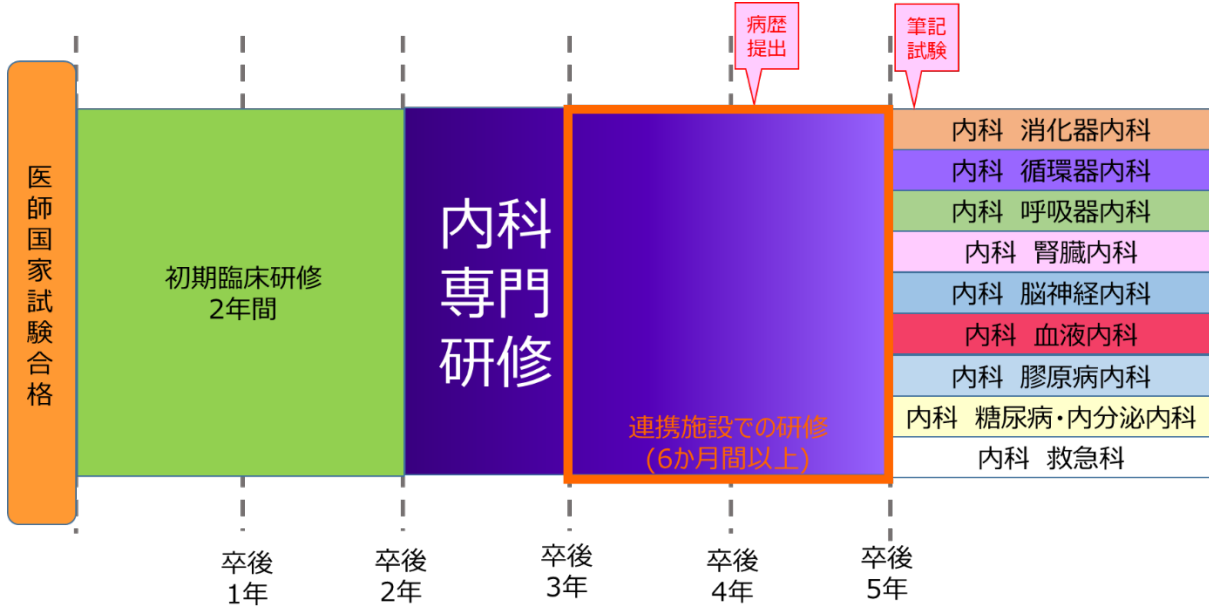 病歴
提出
筆記
試験
医師国家試験合格
初期臨床研修
2年間
内科
専門
研修
連携施設での研修
(6か月間以上)
内科 消化器内科
内科 循環器内科
内科 呼吸器内科
内科 腎臓内科
内科 脳神経内科
内科 血液内科
内科 膠原病内科
内科 糖尿病・内分泌内科
内科 救急科
卒後
1年
卒後
2年
卒後
3年
卒後
4年
卒後
5年